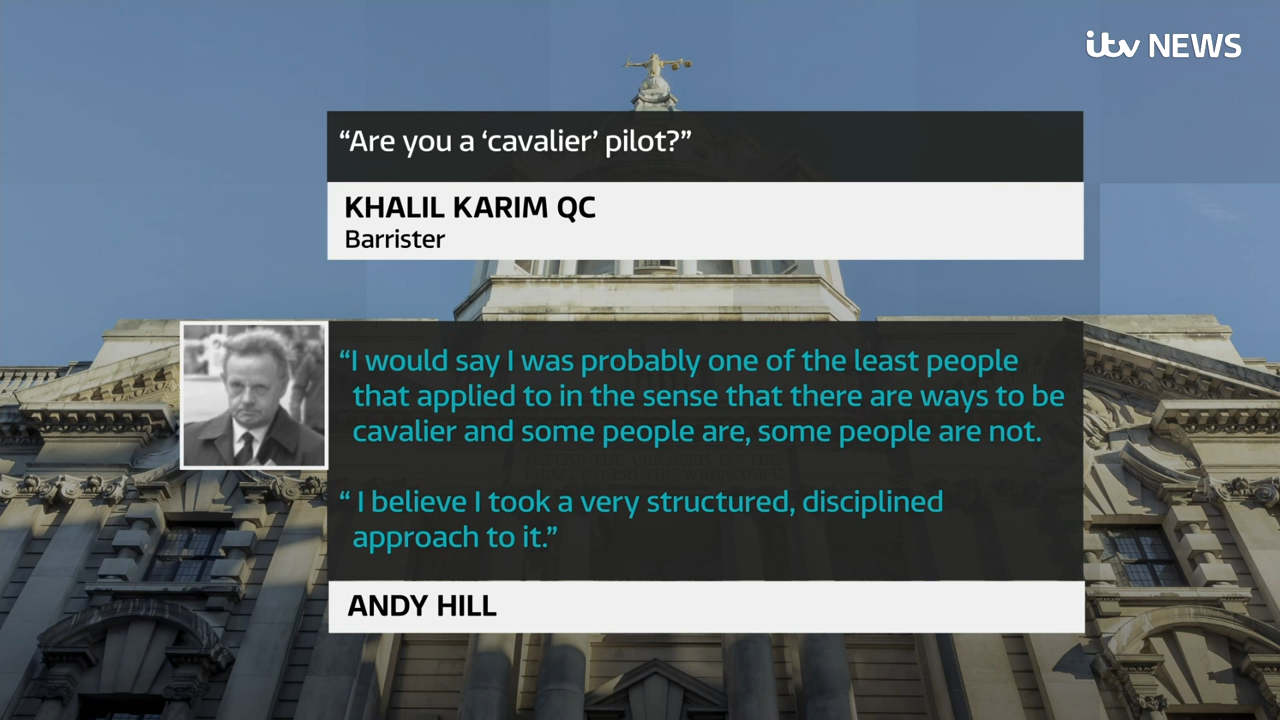 itv NEWS
“Are you a ‘cavalier’ pilot?”
KHALIL KARIM QC
Barrister
“I would say I was probably one of the least people
that applied to in the sense that there are ways to be
cavalier and some people are, some people are not.
“ I believe I took a very structured, disciplined
approach to it.”
ANDY HILL